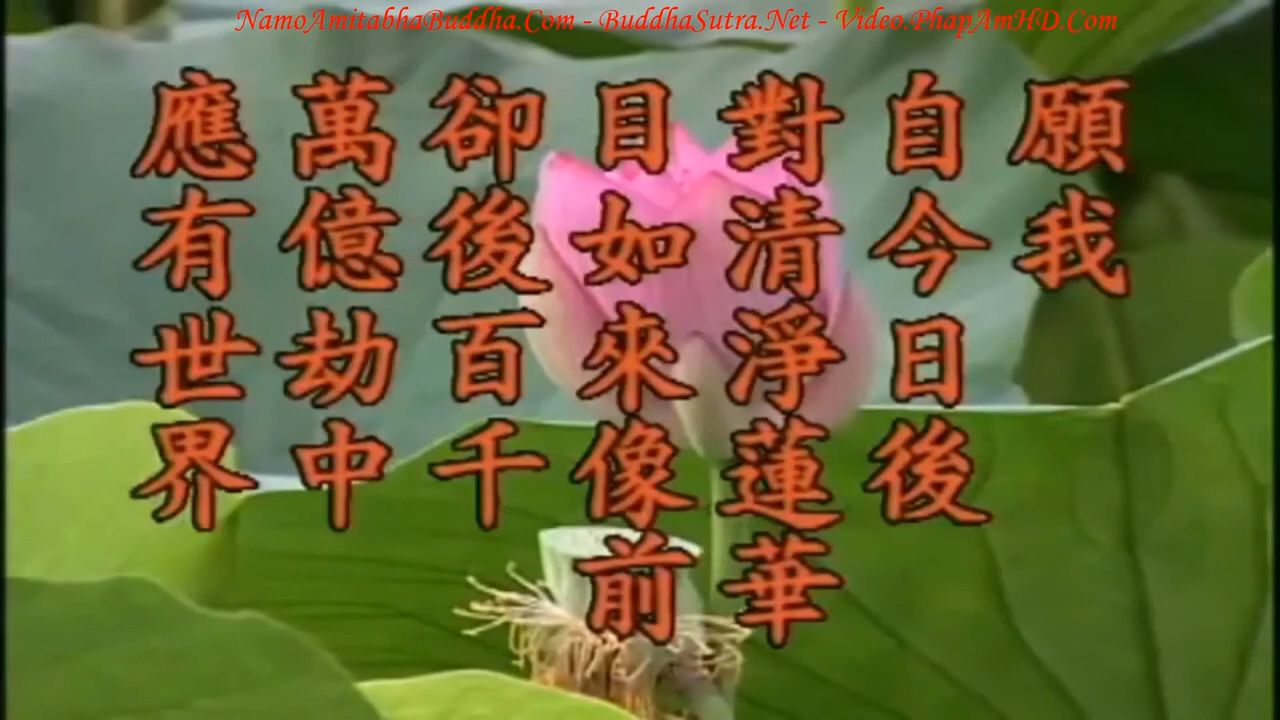 NamoAmitabhaBuddha.Com - BuddhaSutra.Net - Video.PhapAmHD.Com
願我
自今日後
對清淨蓮華
目如來像前
卻後百千
萬億劫中
應有世界